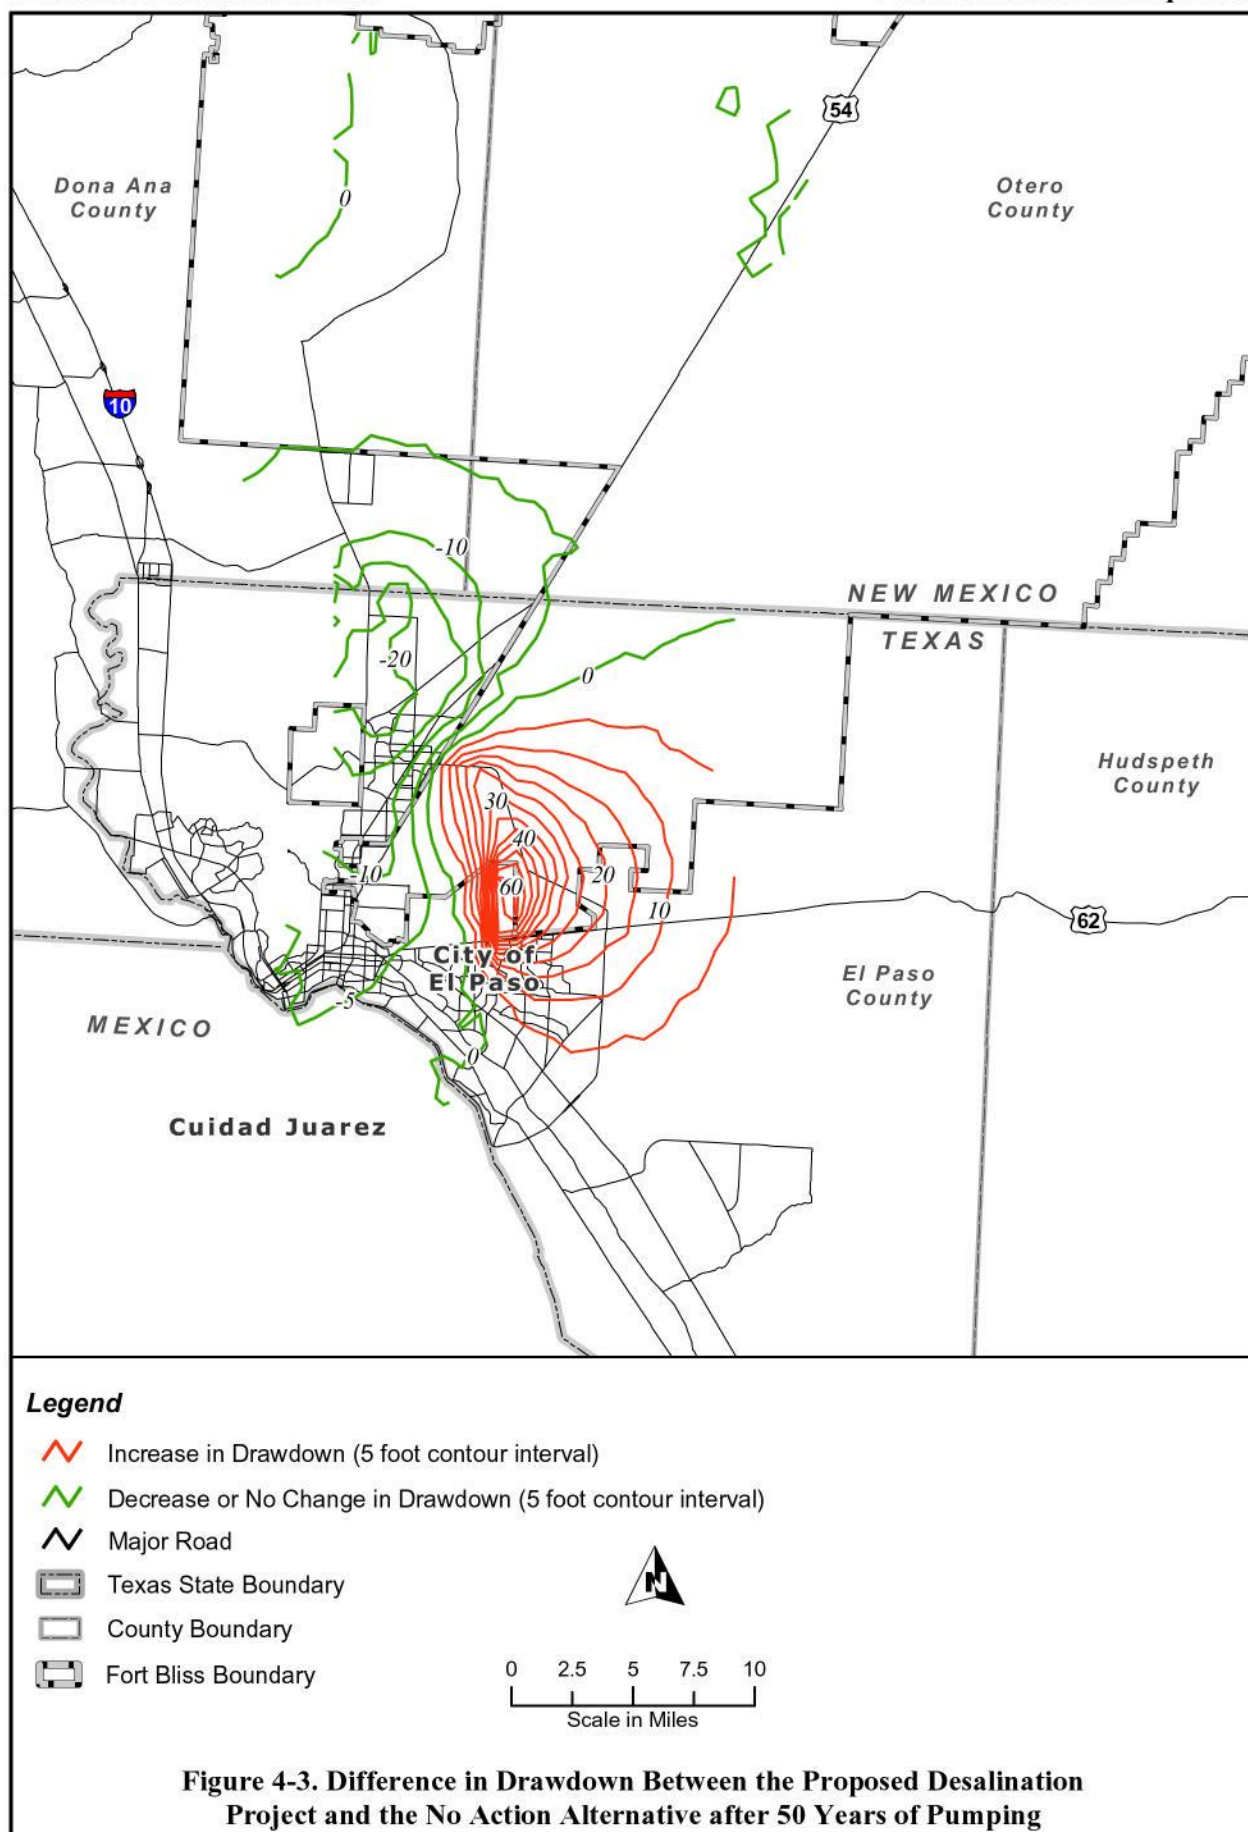 54
Dona Ana
County
Otero
County
0
10
-10
NEW MEXICO
TEXAS
-20
0
Hudspeth
County
30
40
-10
60
20
10
62
City of
El Paso
El Paso
County
-5
MEXICO
0
Cuidad Juarez
Legend
Increase in Drawdown (5 foot contour interval)
Decrease or No Change in Drawdown (5 foot contour interval)
Major Road
Texas State Boundary
County Boundary
Fort Bliss Boundary
N
0 2.5 5 7.5 10
Scale in Miles
Figure 4-3. Difference in Drawdown Between the Proposed Desalination
Project and the No Action Alternative after 50 Years of Pumping